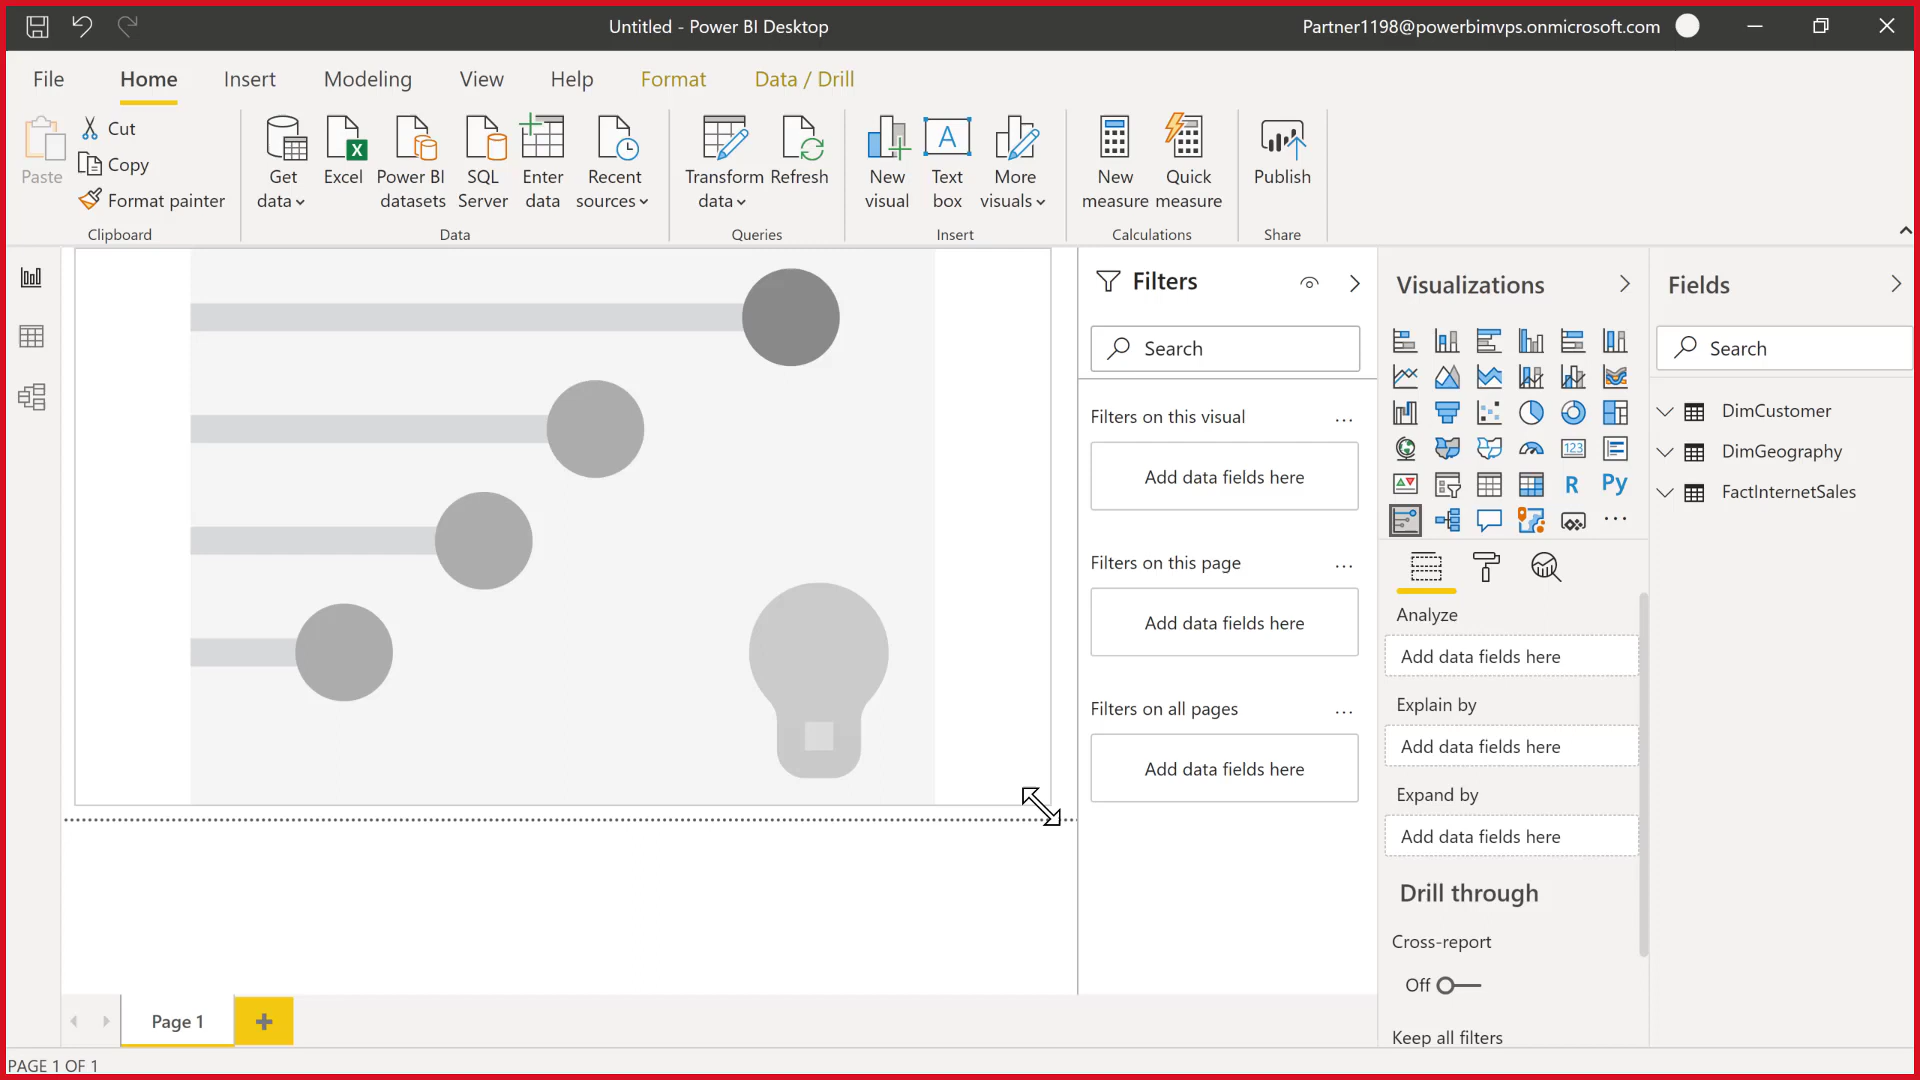 Untitled - Power BI Desktop
Partner1198@powerbimvps.onmicrosoft.com
File
Home
Insert
Modeling
View
Help
Format
Data / Drill
Paste
Cut
Copy
Format painter
Clipboard
Get
data
Excel
Power BI
datasets
SQL
Server
Enter
data
Recent
sources
Data
Transform
data
Refresh
Queries
New
visual
A
Text
box
More
visuals
Insert
New
measure
Quick
measure
Calculations
Publish
Share
Filters
Search
Filters on this visual
Add data fields here
Filters on this page
Add data fields here
Filters on all pages
Add data fields here
Visualizations
123
R
Py
Analyze
Add data fields here
Explain by
Add data fields here
Expand by
Add data fields here
Drill through
Cross-report
Off
Keep all filters
Fields
Search
DimCustomer
DimGeography
FactInternetSales
Page 1
PAGE 1 OF 1